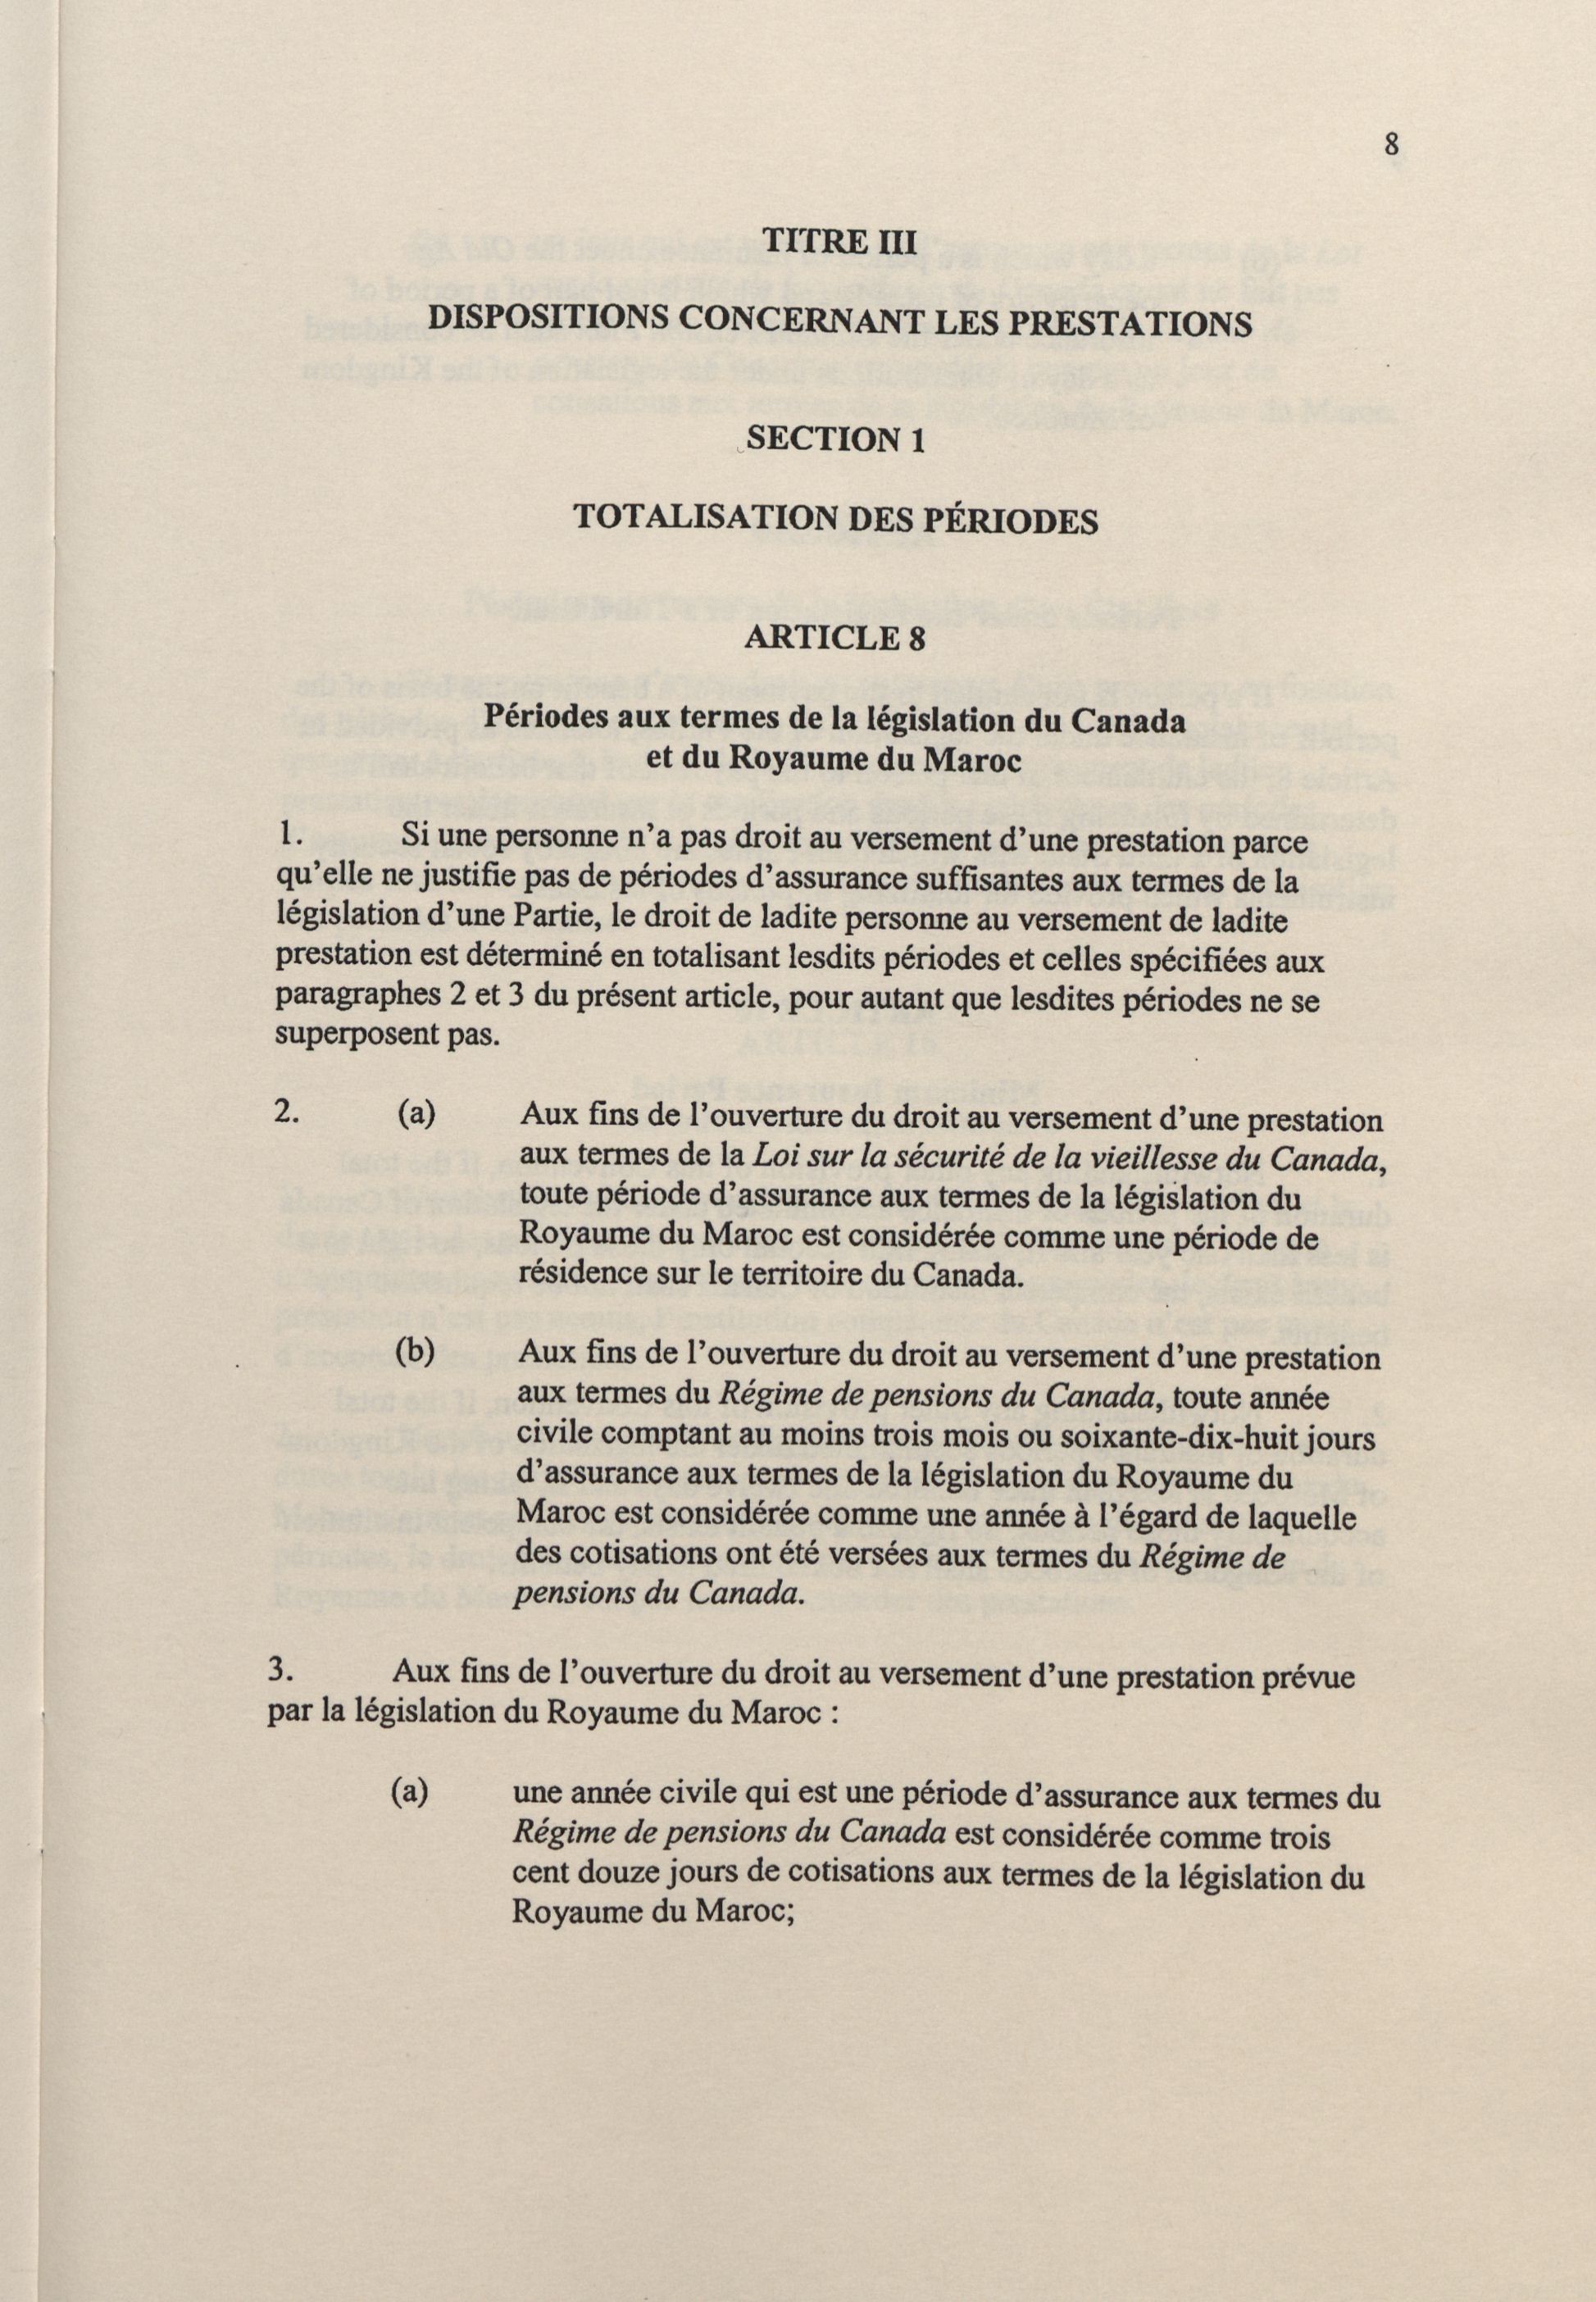 8
TITRE III
DISPOSITIONS CONCERNANT LES PRESTATIONS
SECTION 1
TOTALISATION DES PÉRIODES
ARTICLE 8
Périodes aux termes de la législation du Canada
et du Royaume du Maroc
1. Si une personne n'a pas droit au versement d'une prestation parce
qu'elle ne justifie pas de périodes d'assurance suffisantes aux termes de la
législation d'une Partie, le droit de ladite personne au versement de ladite
prestation est déterminé en totalisant lesdits périodes et celles spécifiées aux
paragraphes 2 et 3 du présent article, pour autant que lesdites périodes ne se
superposent pas.
2. (a) Aux fins de l'ouverture du droit au versement d'une prestation
aux termes de la Loi sur la sécurité de la vieillesse du Canada,
toute période d'assurance aux termes de la législation du
Royaume du Maroc est considérée comme une période de
résidence sur le territoire du Canada.
(b) Aux fins de l'ouverture du droit au versement d'une prestation
aux termes du Régime de pensions du Canada, toute année
civile comptant au moins trois mois ou soixante-dix-huit jours
d'assurance aux termes de la législation du Royaume du
Maroc est considérée comme une année à l'égard de laquelle
des cotisations ont été versées aux termes du Régime de
pensions du Canada.
3. Aux fins de l'ouverture du droit au versement d'une prestation prévue
par la législation du Royaume du Maroc :
(a) une année civile qui est une période d'assurance aux termes du
Régime de pensions du Canada est considérée comme trois
cent douze jours de cotisations aux termes de la législation du
Royaume du Maroc;